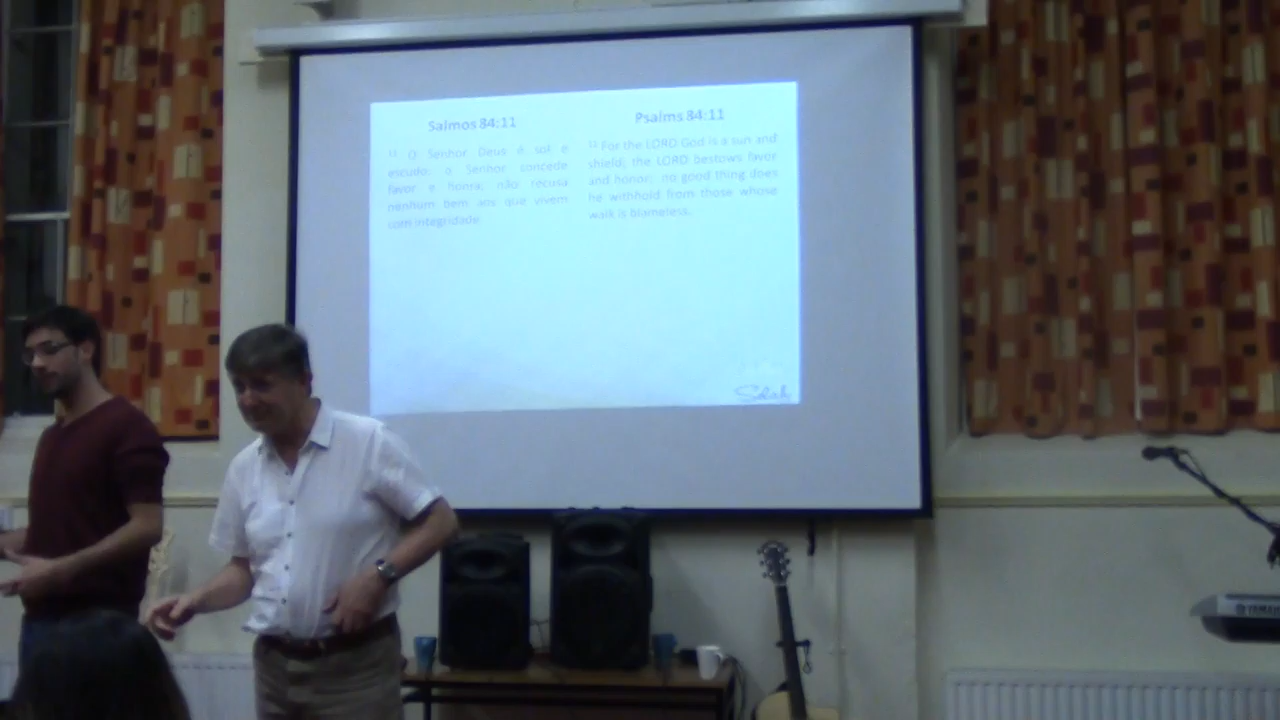 Salmos 84:11
11 O Senhor Deus é sol e
escudo; o Senhor concede
favor e honra; não recusa
nenhum bem aos que vivem
com integridade.
Psalms 84:11
11 For the LORD God is a sun and
shield; the LORD bestows favor
and honor; no good thing does
he withhold from those whose
walk is blameless.
Selah
YAMAHA